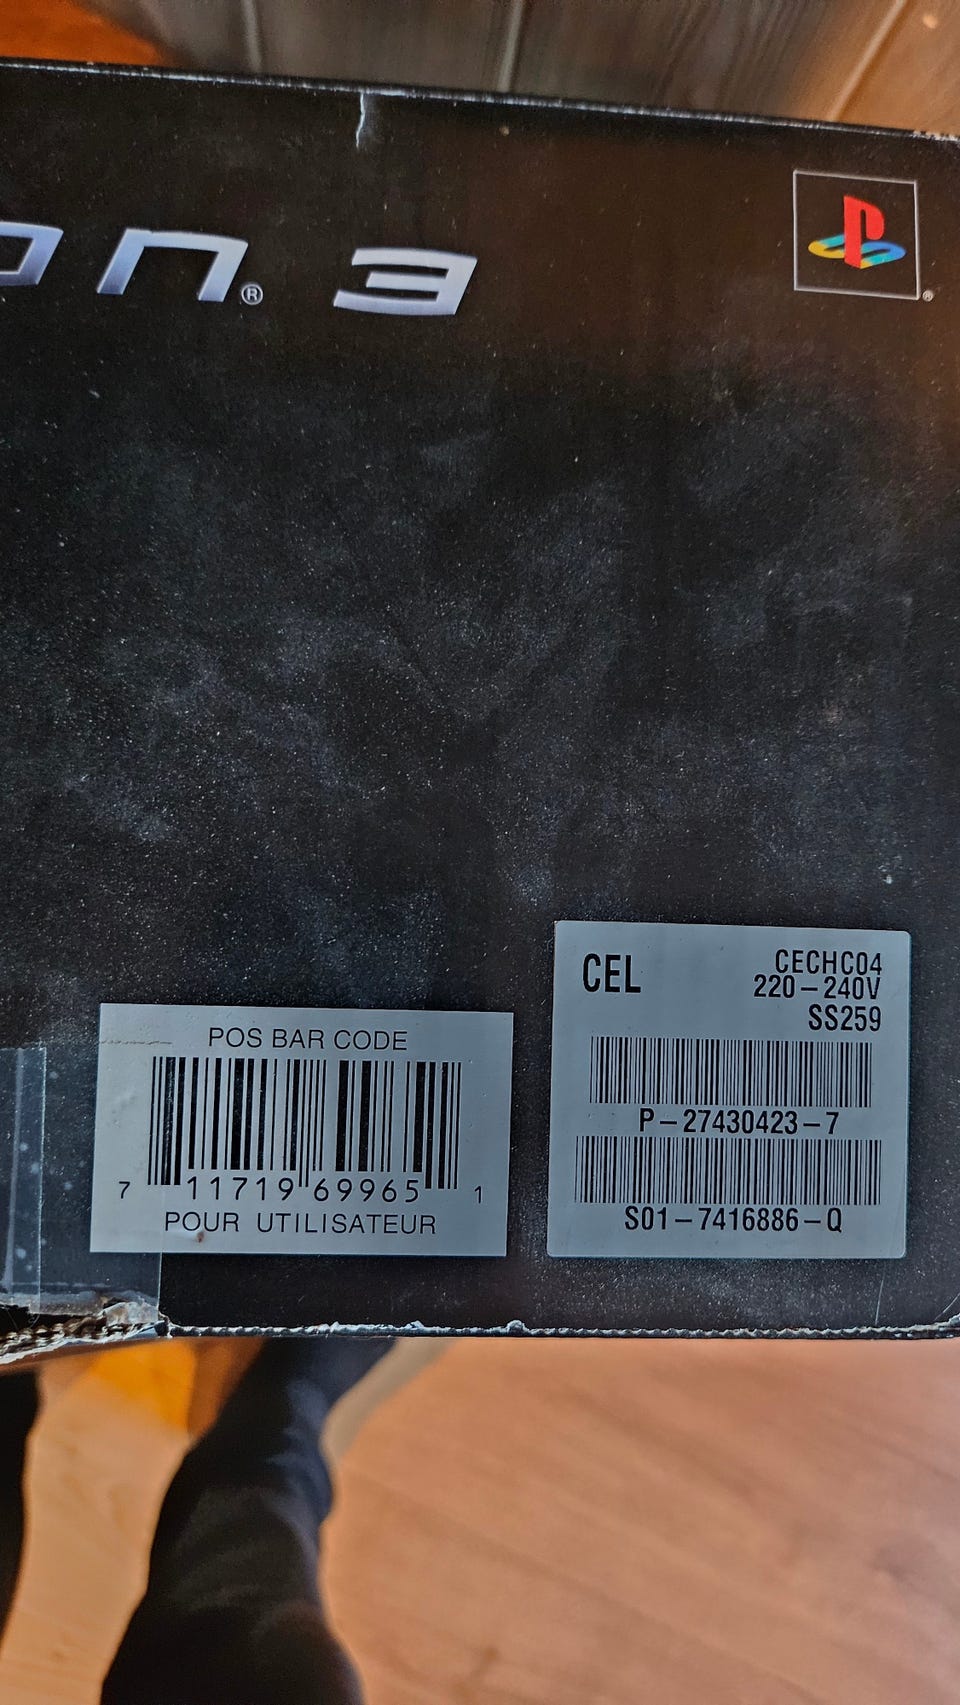 on® 3
®
CEL
CECHC04
220-240V
SS259
P-27430423-7
S01-7416886-Q
POS BAR CODE
7 11719 69965 1
POUR UTILISATEUR